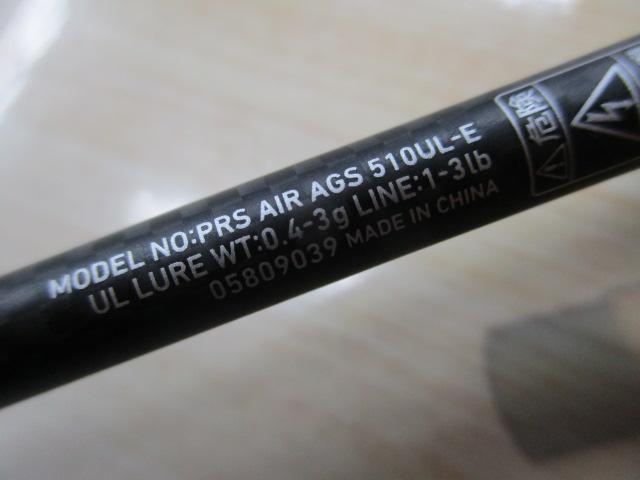 MODEL NO:PRS AIR AGS 510UL-E
UL LURE WT:0.4-3g LINE:1-3lb
05809039 MADE IN CHINA
危険